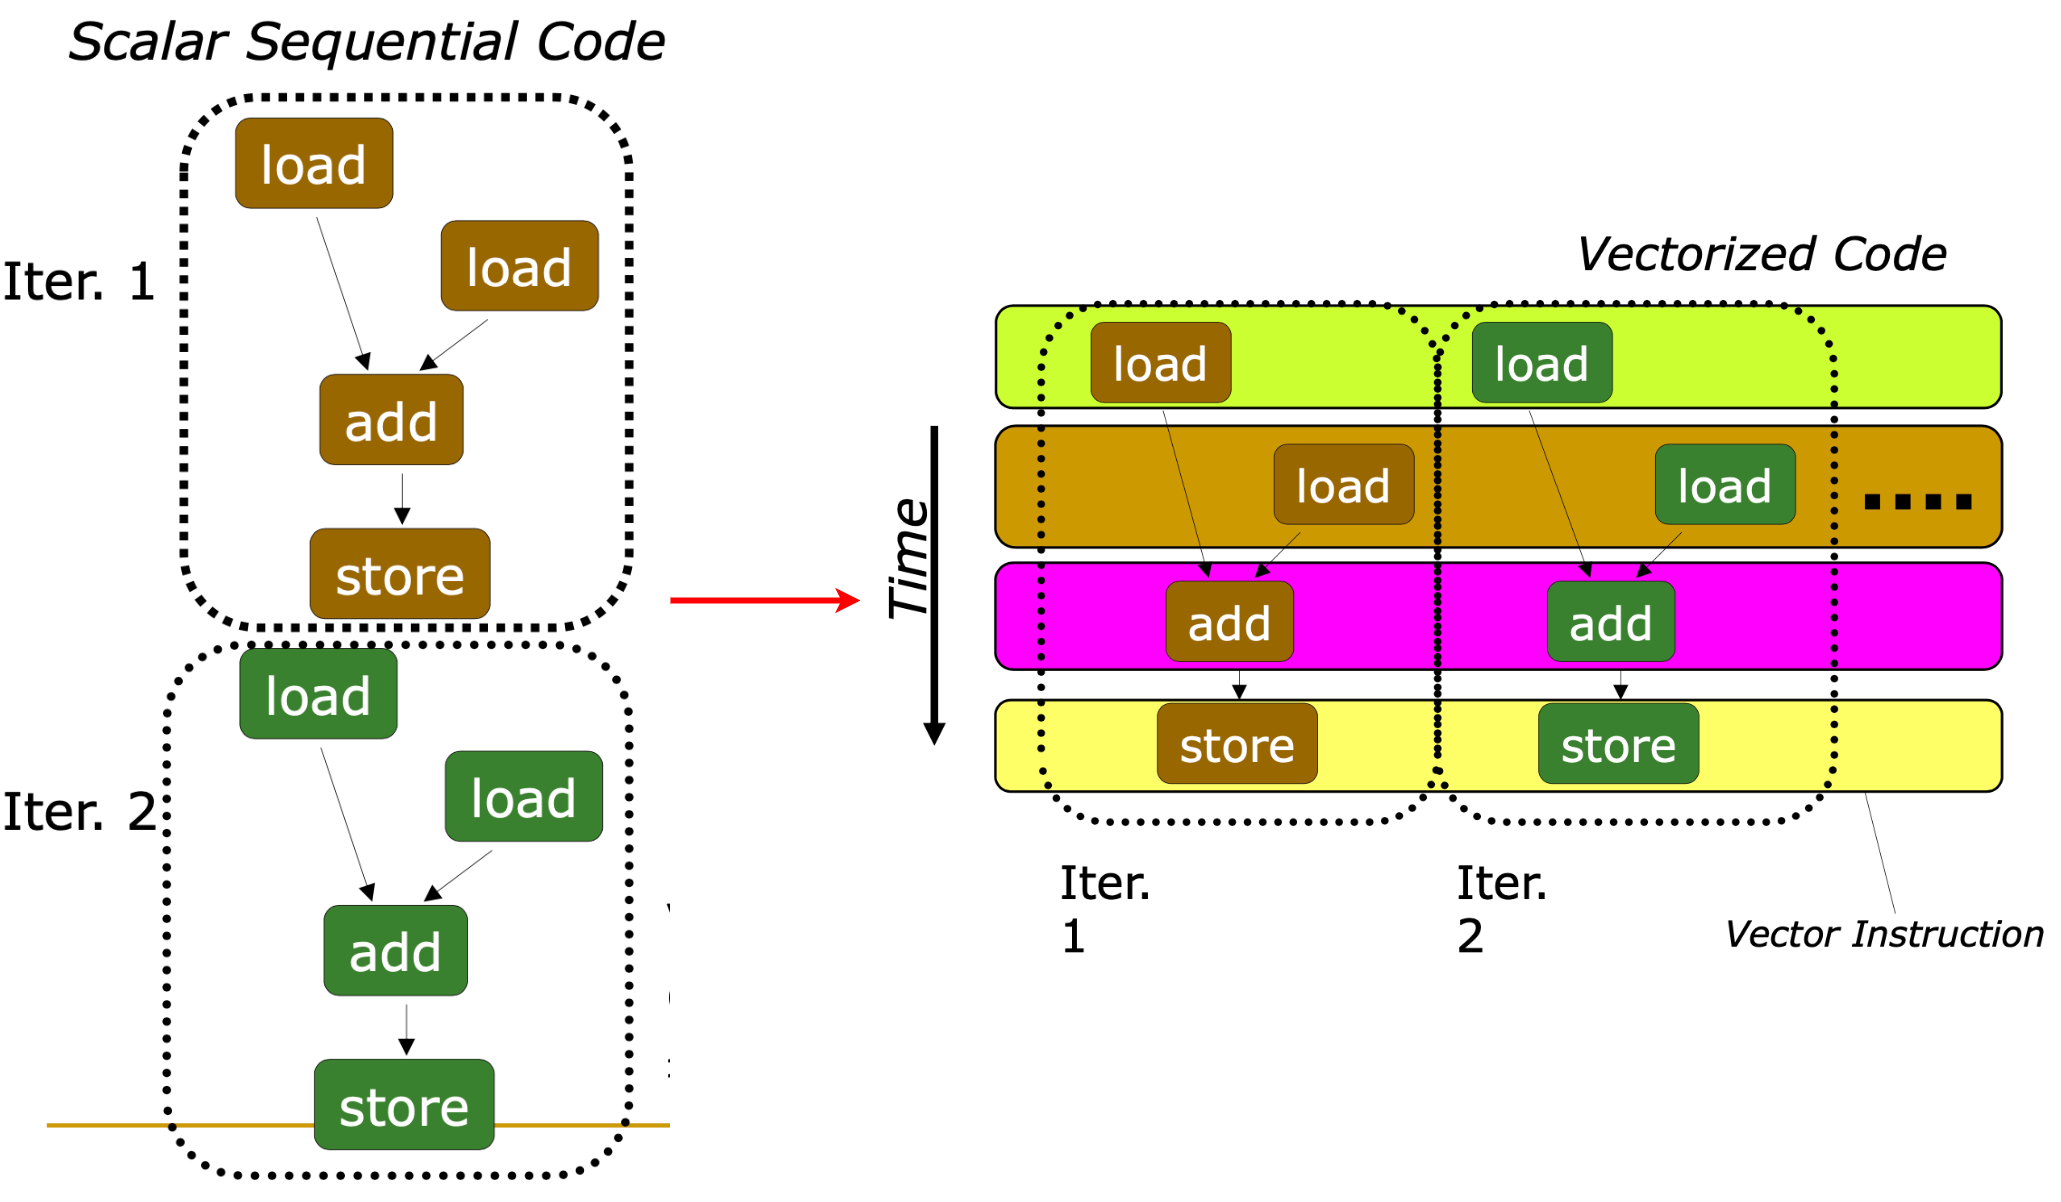 Scalar Sequential Code
load
load
Iter. 1
add
store
load
load
Iter. 2
add
store
Vectorized Code
load
load
load
load
Time
add
add
store
store
Iter.
1
Iter.
2
Vector Instruction